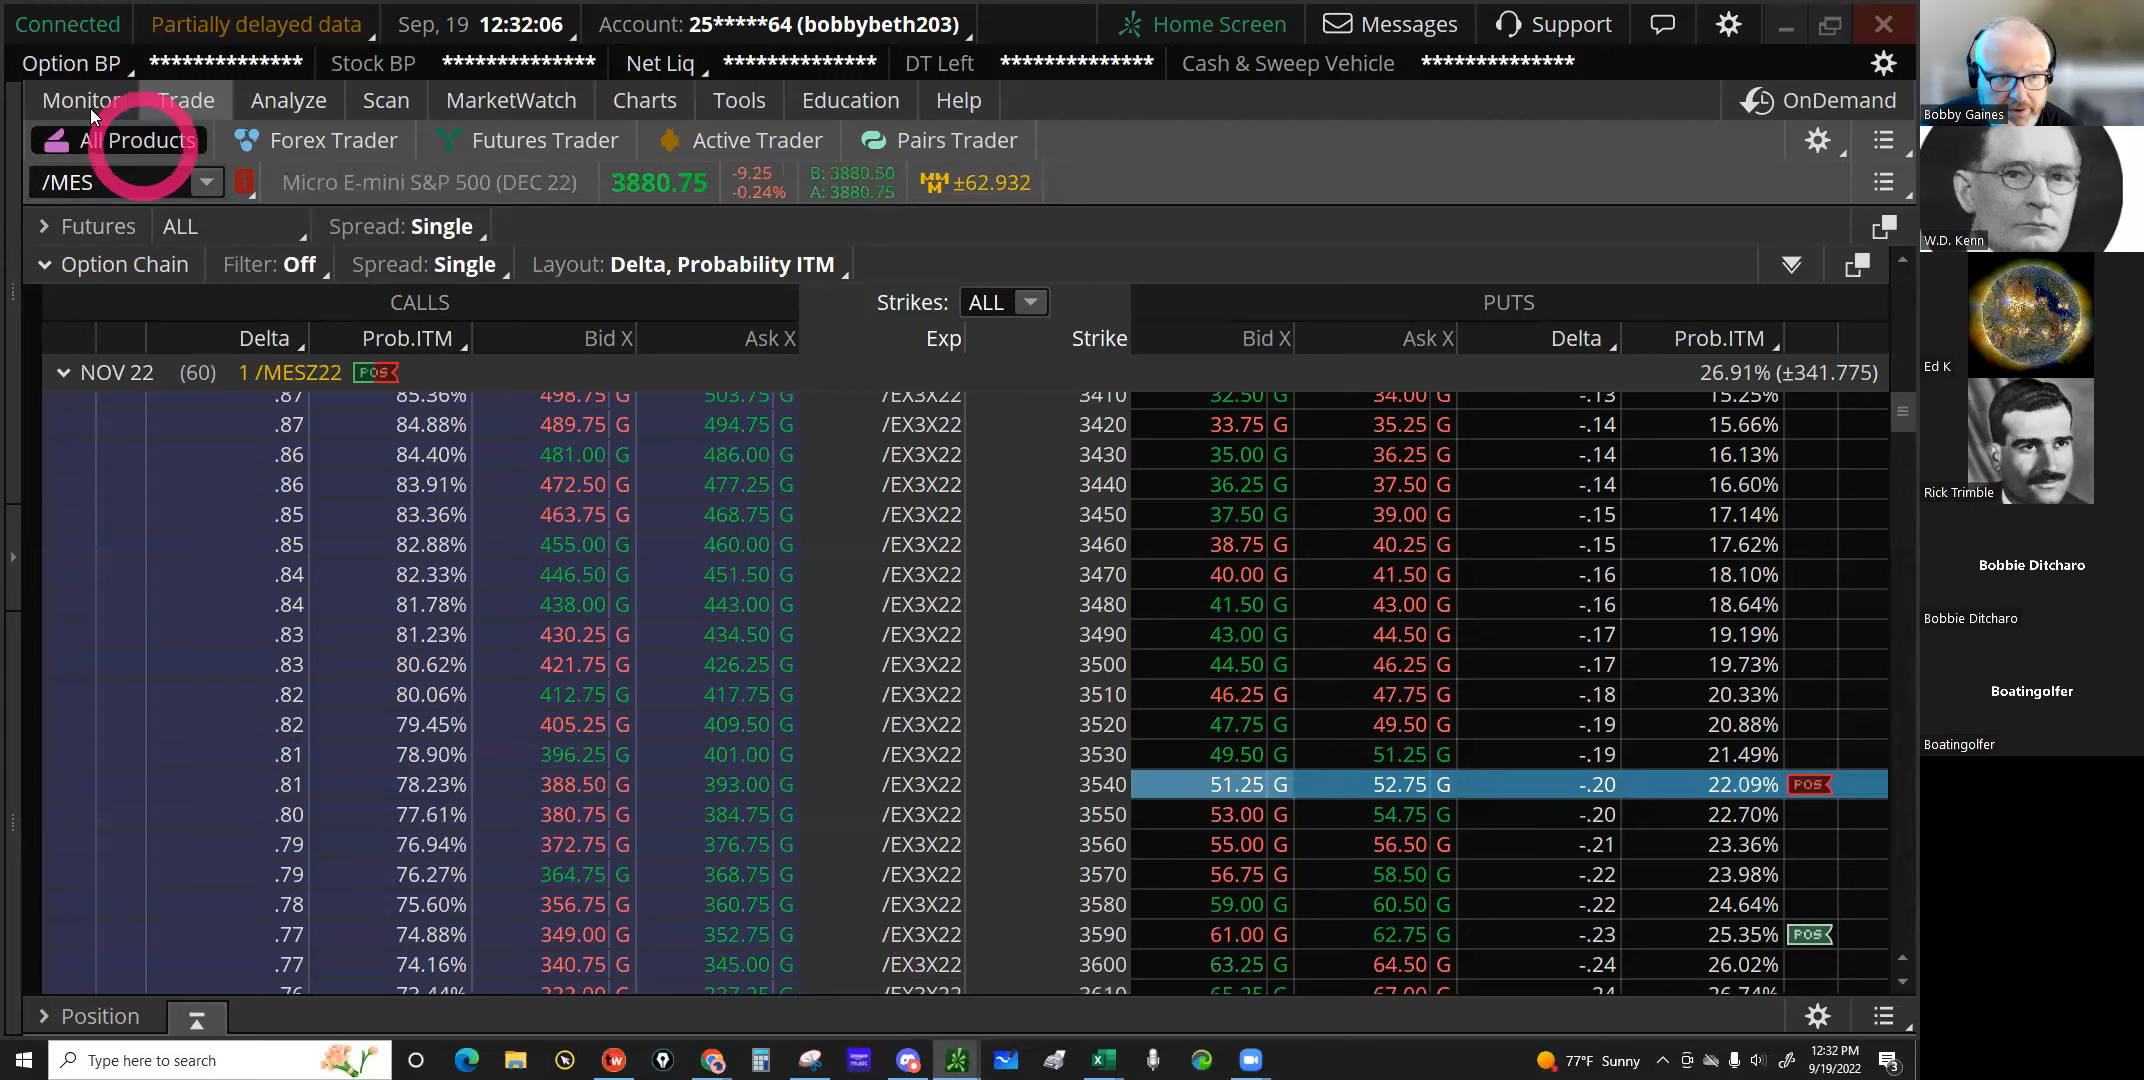 Connected Partially delayed data Sep, 19 12:32:06 Account: 25*****64 (bobbybeth203) Home Screen Messages Support
Option BP ************** Stock BP ************** Net Liq ************** DT Left ************** Cash & Sweep Vehicle **************
Monitor Trade Analyze Scan MarketWatch Charts Tools Education Help OnDemand
All Products Forex Trader Futures Trader Active Trader Pairs Trader
/MES 1 Micro E-mini S&P 500 (DEC 22) 3880.75 -9.25 -0.24% B: 3880.50 A: 3880.75 MMM ±62.932
Futures ALL Spread: Single
Option Chain Filter: Off Spread: Single Layout: Delta, Probability ITM
CALLS Strikes: ALL PUTS
Delta Prob.ITM Bid X Ask X Exp Strike Bid X Ask X Delta Prob.ITM
NOV 22 (60) 1 /MESZ22 POS 26.91% (±341.775)
.87 85.36% 498.75 G 503.75 G /EX3X22 3410 32.50 G 34.00 G -.13 15.25%
.87 84.88% 489.75 G 494.75 G /EX3X22 3420 33.75 G 35.25 G -.14 15.66%
.86 84.40% 481.00 G 486.00 G /EX3X22 3430 35.00 G 36.25 G -.14 16.13%
.86 83.91% 472.50 G 477.25 G /EX3X22 3440 36.25 G 37.50 G -.14 16.60%
.85 83.36% 463.75 G 468.75 G /EX3X22 3450 37.50 G 39.00 G -.15 17.14%
.85 82.88% 455.00 G 460.00 G /EX3X22 3460 38.75 G 40.25 G -.15 17.62%
.84 82.33% 446.50 G 451.50 G /EX3X22 3470 40.00 G 41.50 G -.16 18.10%
.84 81.78% 438.00 G 443.00 G /EX3X22 3480 41.50 G 43.00 G -.16 18.64%
.83 81.23% 430.25 G 434.50 G /EX3X22 3490 43.00 G 44.50 G -.17 19.19%
.83 80.62% 421.75 G 426.25 G /EX3X22 3500 44.50 G 46.25 G -.17 19.73%
.82 80.06% 412.75 G 417.75 G /EX3X22 3510 46.25 G 47.75 G -.18 20.33%
.82 79.45% 405.25 G 409.50 G /EX3X22 3520 47.75 G 49.50 G -.19 20.88%
.81 78.90% 396.25 G 401.00 G /EX3X22 3530 49.50 G 51.25 G -.19 21.49%
.81 78.23% 388.50 G 393.00 G /EX3X22 3540 51.25 G 52.75 G -.20 22.09% POS
.80 77.61% 380.75 G 384.75 G /EX3X22 3550 53.00 G 54.75 G -.20 22.70%
.79 76.94% 372.75 G 376.75 G /EX3X22 3560 55.00 G 56.50 G -.21 23.36%
.79 76.27% 364.75 G 368.75 G /EX3X22 3570 56.75 G 58.50 G -.22 23.98%
.78 75.60% 356.75 G 360.75 G /EX3X22 3580 59.00 G 60.50 G -.22 24.64%
.77 74.88% 349.00 G 352.75 G /EX3X22 3590 61.00 G 62.75 G -.23 25.35% POS
.77 74.16% 340.75 G 345.00 G /EX3X22 3600 63.25 G 64.50 G -.24 26.02%
Position
Type here to search 77°F Sunny 12:32 PM
9/19/2022 3
Bobby Gaines
W.D. Kenn
Ed K
Rick Trimble
Bobbie Ditcharo
Bobbie Ditcharo
Boatingolfer
Boatingolfer